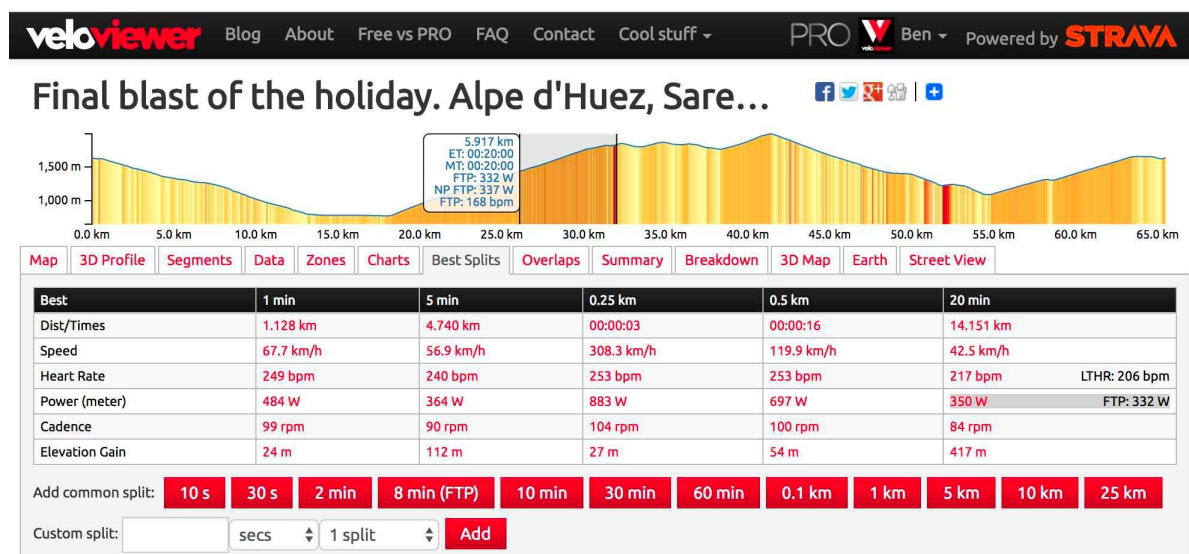 veloviewer Blog About Free vs PRO FAQ Contact Cool stuff PRO Ben Powered by STRAVA
Final blast of the holiday. Alpe d'Huez, Sare...
5.917 km
ET: 00:20:00
MT: 00:20:00
FTP: 332 W
NP FTP: 337 W
FTP: 168 bpm
1,500 m
1,000 m
0.0 km 5.0 km 10.0 km 15.0 km 20.0 km 25.0 km 30.0 km 35.0 km 40.0 km 45.0 km 50.0 km 55.0 km 60.0 km 65.0 km
Map 3D Profile Segments Data Zones Charts Best Splits Overlaps Summary Breakdown 3D Map Earth Street View
Best 1 min 5 min 0.25 km 0.5 km 20 min
Dist/Times 1.128 km 4.740 km 00:00:03 00:00:16 14.151 km
Speed 67.7 km/h 56.9 km/h 308.3 km/h 119.9 km/h 42.5 km/h
Heart Rate 249 bpm 240 bpm 253 bpm 253 bpm 217 bpm LTHR: 206 bpm
Power (meter) 484 W 364 W 883 W 697 W 350 W FTP: 332 W
Cadence 99 rpm 90 rpm 104 rpm 100 rpm 84 rpm
Elevation Gain 24 m 112 m 27 m 54 m 417 m
Add common split: 10 s 30 s 2 min 8 min (FTP) 10 min 30 min 60 min 0.1 km 1 km 5 km 10 km 25 km
Custom split: secs 1 split Add